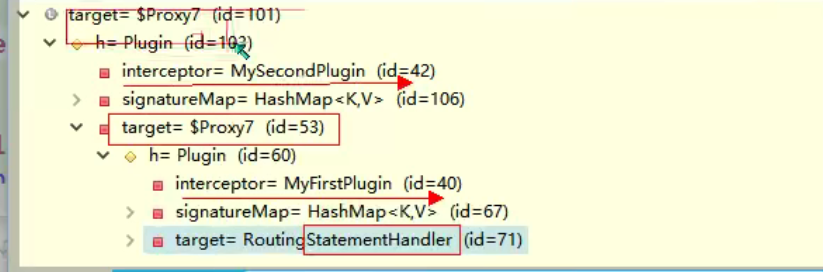 target= $Proxy7 (id=101)
h= Plugin (id=103)
interceptor= MySecondPlugin (id=42)
signatureMap= HashMap<K,V> (id=106)
target= $Proxy7 (id=53)
h= Plugin (id=60)
interceptor= MyFirstPlugin (id=40)
signatureMap= HashMap<K,V> (id=67)
target= RoutingStatementHandler (id=71)